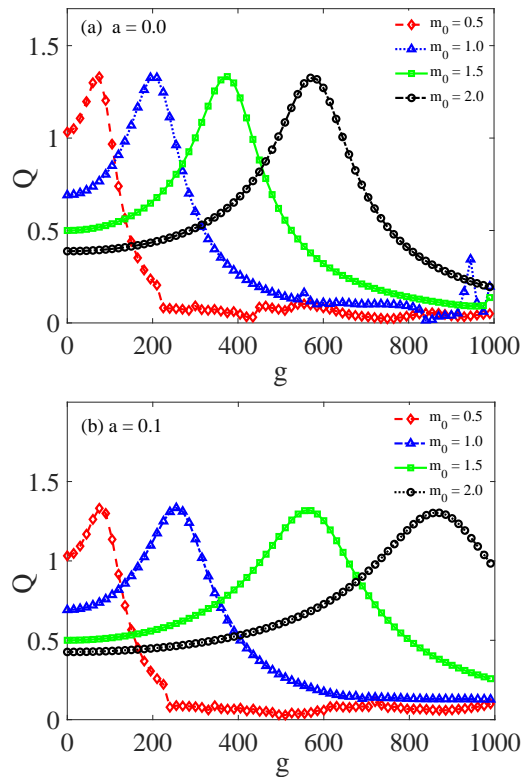 (a) a = 0.0
m0 = 0.5
m0 = 1.0
m0 = 1.5
m0 = 2.0
1.5
1
0.5
0
Q
0 200 400 600 800 1000
g
(b) a = 0.1
m0 = 0.5
m0 = 1.0
m0 = 1.5
m0 = 2.0
1.5
1
0.5
0
Q
0 200 400 600 800 1000
g